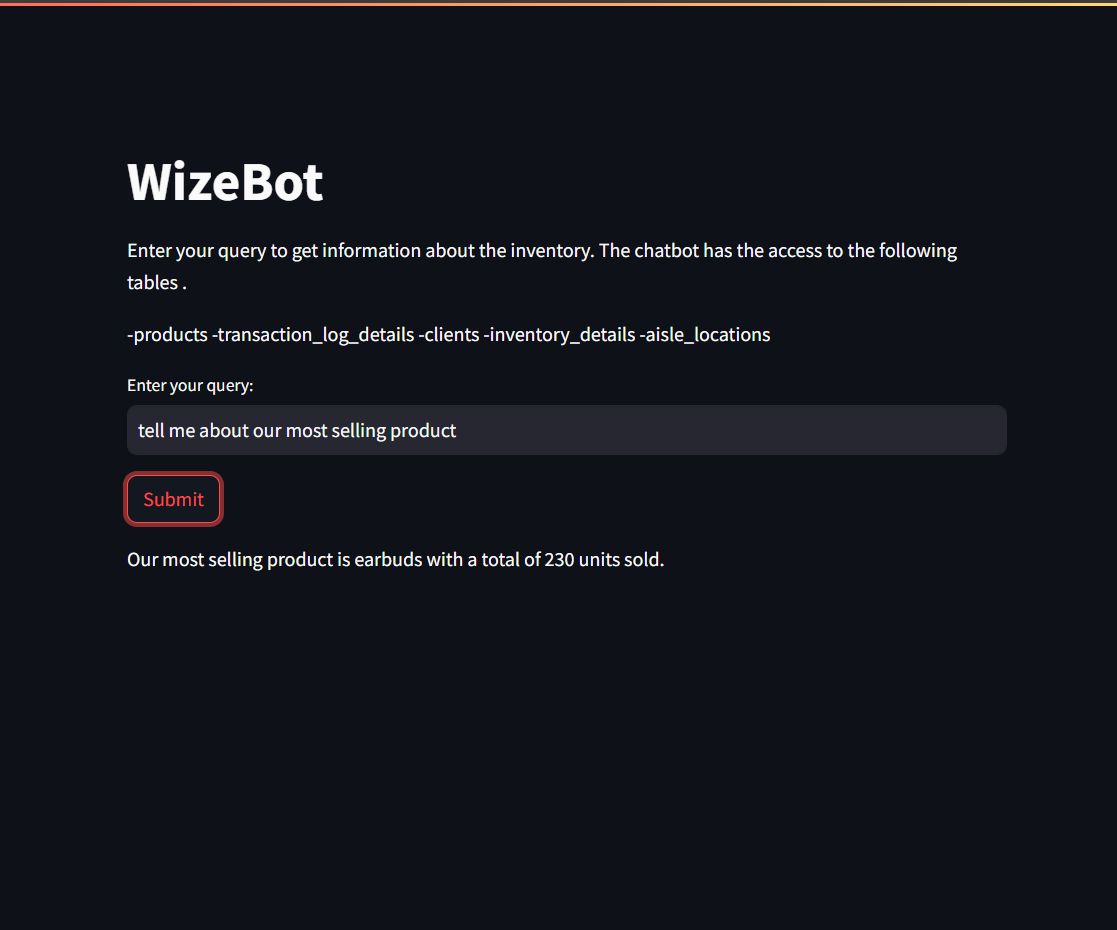 WizeBot
Enter your query to get information about the inventory. The chatbot has the access to the following
tables .
-products -transaction_log_details -clients -inventory_details -aisle_locations
Enter your query:
tell me about our most selling product
Submit
Our most selling product is earbuds with a total of 230 units sold.